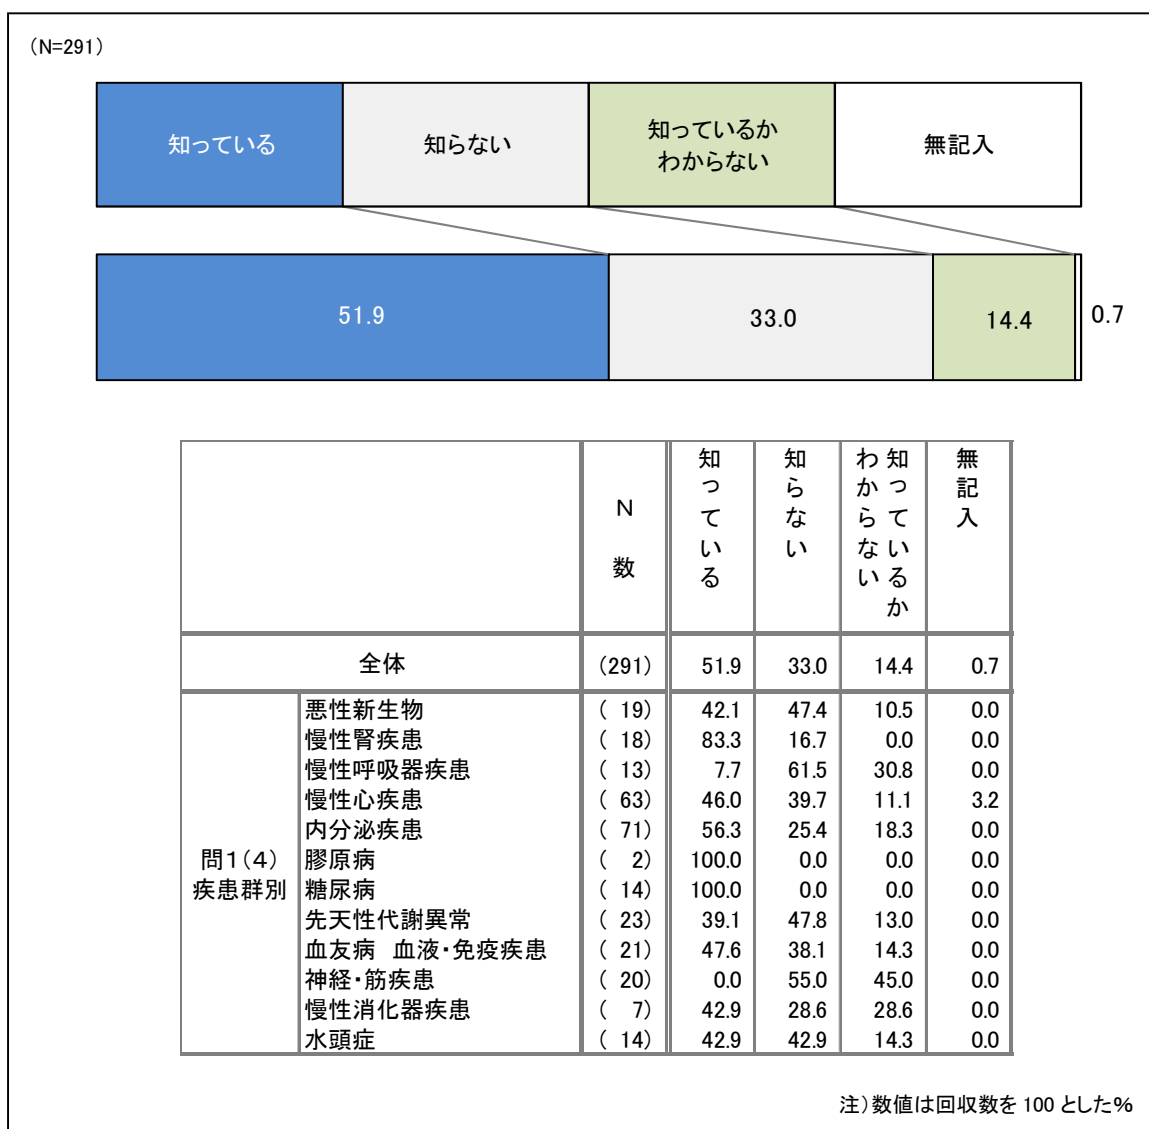 (N=291)
知っている 知らない 知っているか わからない 無記入
51.9 33.0 14.4 0.7
N数 知っている 知らない 知っているかわからない 無記入
全体 (291) 51.9 33.0 14.4 0.7
問1(4) 疾患群別
悪性新生物 ( 19) 42.1 47.4 10.5 0.0
慢性腎疾患 ( 18) 83.3 16.7 0.0 0.0
慢性呼吸器疾患 ( 13) 7.7 61.5 30.8 0.0
慢性心疾患 ( 63) 46.0 39.7 11.1 3.2
内分泌疾患 ( 71) 56.3 25.4 18.3 0.0
膠原病 ( 2) 100.0 0.0 0.0 0.0
糖尿病 ( 14) 100.0 0.0 0.0 0.0
先天性代謝異常 ( 23) 39.1 47.8 13.0 0.0
血友病 血液・免疫疾患 ( 21) 47.6 38.1 14.3 0.0
神経・筋疾患 ( 20) 0.0 55.0 45.0 0.0
慢性消化器疾患 ( 7) 42.9 28.6 28.6 0.0
水頭症 ( 14) 42.9 42.9 14.3 0.0
注)数値は回収数を 100 とした%